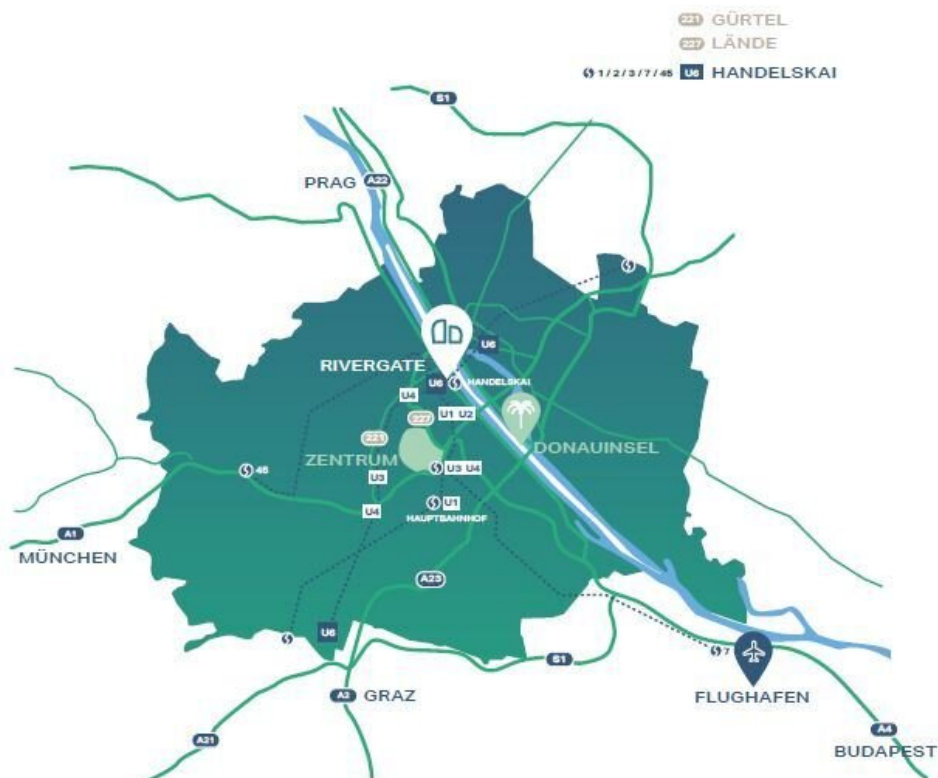 221 GÜRTEL
227 LÄNDE
1 / 2 / 3 / 7 / 45 U6 HANDELSKAI
S1
PRAG A22
U6
RIVERGATE
U6 HANDELSKAI
U4
U1 U2
227
221
DONAUINSEL
ZENTRUM
45
U3 U4
U3
U1
U4
HAUPTBAHNHOF
A1
MÜNCHEN
A23
U6
7
S1
FLUGHAFEN
A2 GRAZ
A4
A21
BUDAPEST